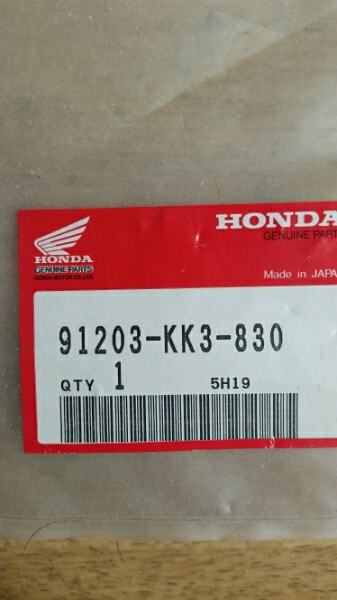 HONDA
GENUINE PARTS
HONDA MOTOR CO.,LTD.
HONDA
GENUINE PART
Made in JAPA
91203-KK3-830
QTY 1 5H19